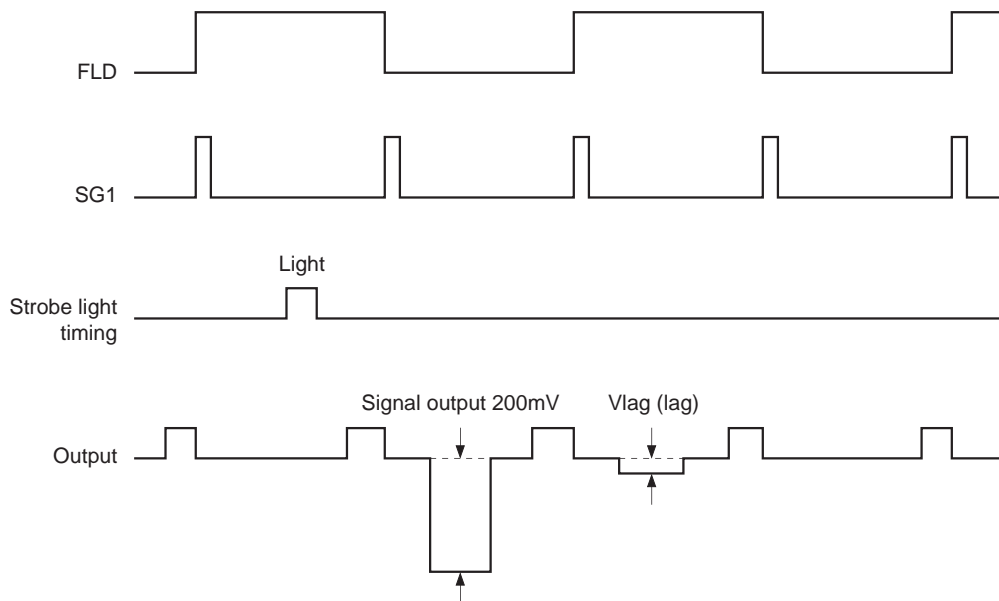 FLD
SG1
Light
Strobe light
timing
Signal output 200mV
Vlag (lag)
Output